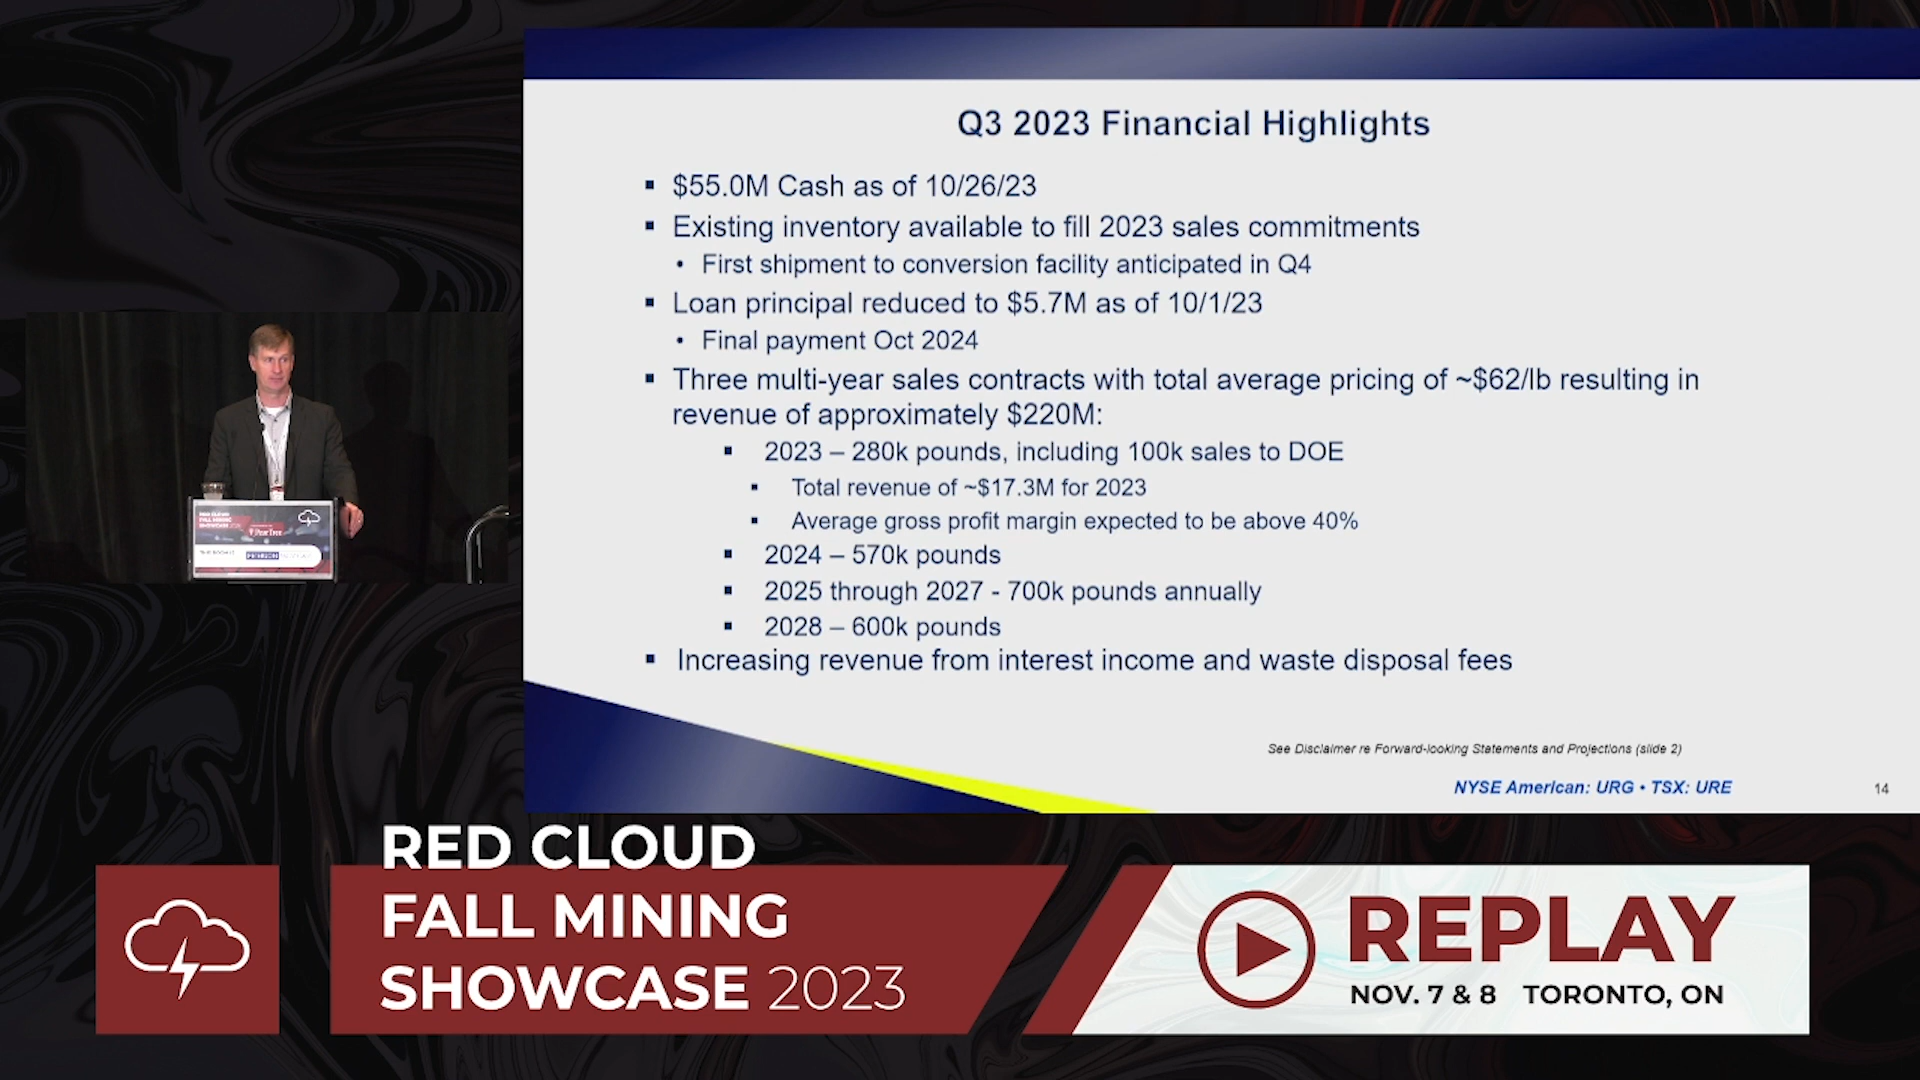 Q3 2023 Financial Highlights
▪ $55.0M Cash as of 10/26/23
▪ Existing inventory available to fill 2023 sales commitments
• First shipment to conversion facility anticipated in Q4
▪ Loan principal reduced to $5.7M as of 10/1/23
• Final payment Oct 2024
▪ Three multi-year sales contracts with total average pricing of ~$62/lb resulting in
revenue of approximately $220M:
▪ 2023 – 280k pounds, including 100k sales to DOE
▪ Total revenue of ~$17.3M for 2023
▪ Average gross profit margin expected to be above 40%
▪ 2024 – 570k pounds
▪ 2025 through 2027 - 700k pounds annually
▪ 2028 – 600k pounds
▪ Increasing revenue from interest income and waste disposal fees
See Disclaimer re Forward-looking Statements and Projections (slide 2)
NYSE American: URG • TSX: URE
14
RED CLOUD
FALL MINING
SHOWCASE
PearTree
RED CLOUD
FALL MINING
SHOWCASE 2023
REPLAY
NOV. 7 & 8 TORONTO, ON